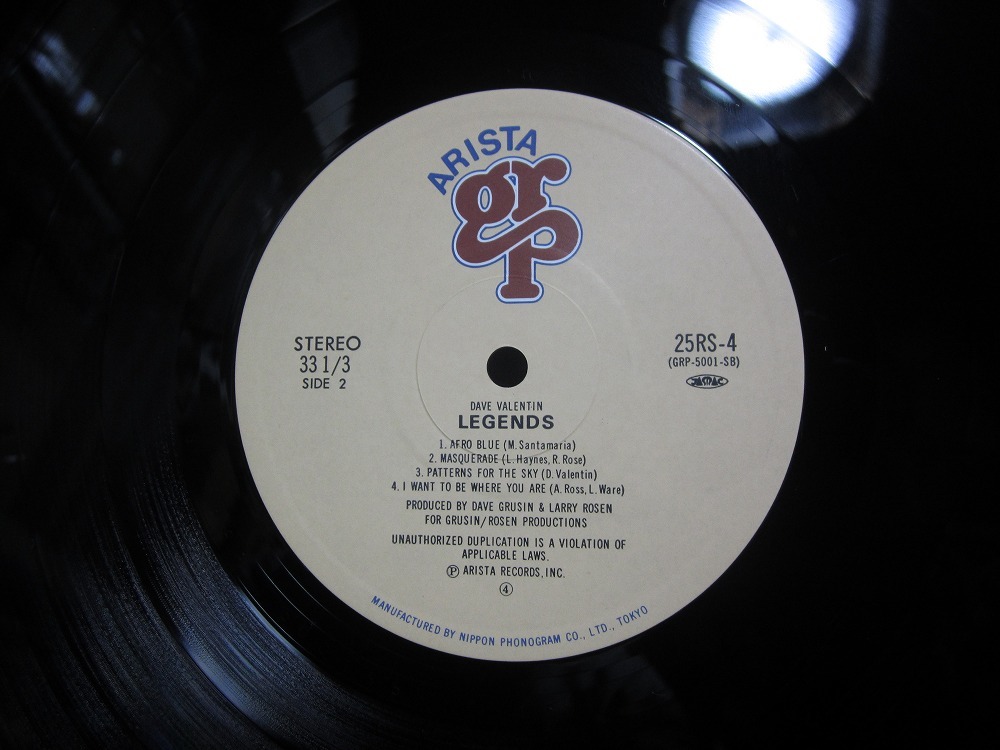 ARISTA
grp
STEREO
33 1/3
SIDE 2
25RS-4
(GRP-5001-SB)
JASRAC
DAVE VALENTIN
LEGENDS
1. AFRO BLUE (M. Santamaria)
2. MASQUERADE (L. Haynes, R. Rose)
3. PATTERNS FOR THE SKY (D. Valentin)
4. I WANT TO BE WHERE YOU ARE (A. Ross, L. Ware)
PRODUCED BY DAVE GRUSIN & LARRY ROSEN
FOR GRUSIN/ROSEN PRODUCTIONS
UNAUTHORIZED DUPLICATION IS A VIOLATION OF
APPLICABLE LAWS.
Ⓟ ARISTA RECORDS, INC.
④
MANUFACTURED BY NIPPON PHONOGRAM CO., LTD., TOKYO